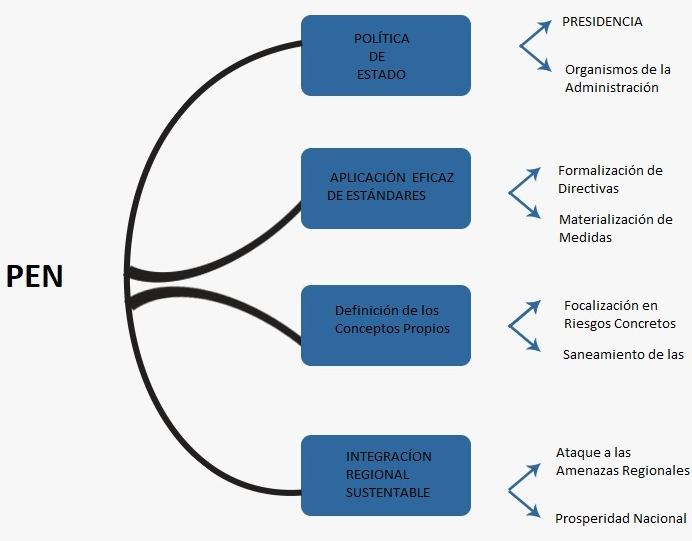 PEN
POLÍTICA
DE
ESTADO
PRESIDENCIA
Organismos de la
Administración
APLICACIÓN EFICAZ
DE ESTÁNDARES
Formalización de
Directivas
Materialización de
Medidas
Definición de los
Conceptos Propios
Focalización en
Riesgos Concretos
Saneamiento de las
INTEGRACÍON
REGIONAL
SUSTENTABLE
Ataque a las
Amenazas Regionales
Prosperidad Nacional